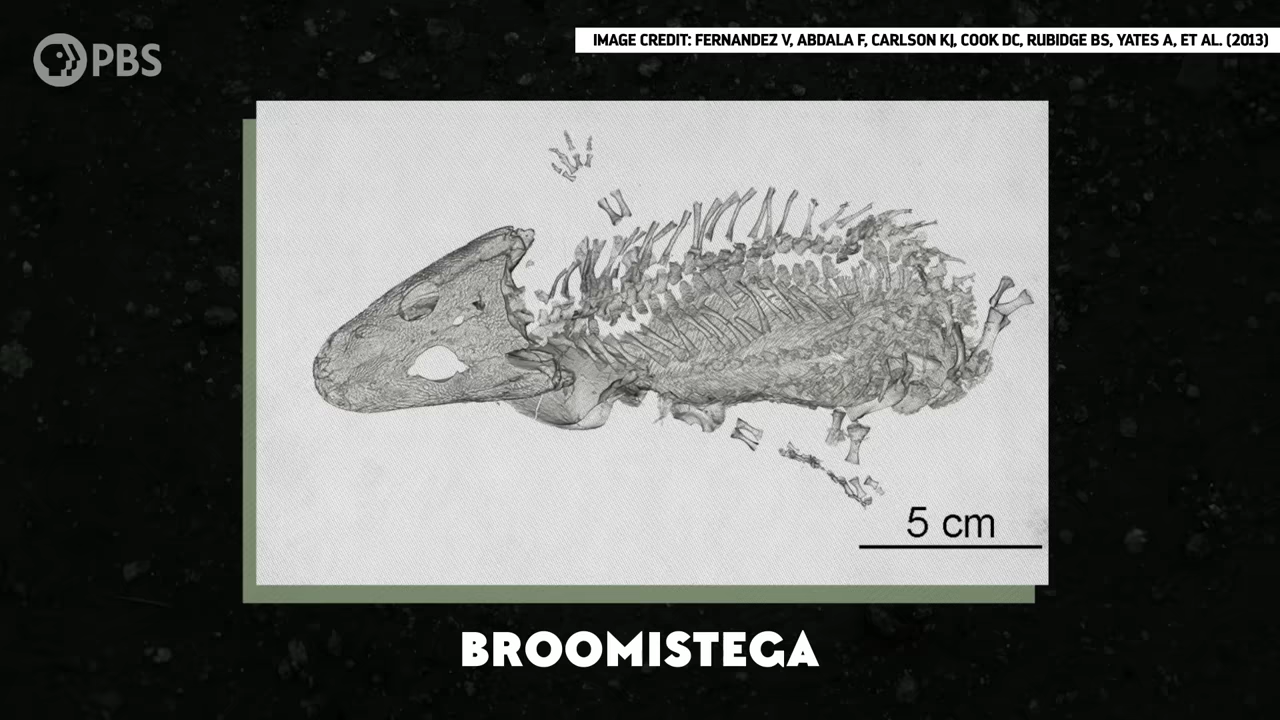 PBS
IMAGE CREDIT: FERNANDEZ V, ABDALA F, CARLSON KJ, COOK DC, RUBIDGE BS, YATES A, ET AL. (2013)
5 cm
BROOMISTEGA